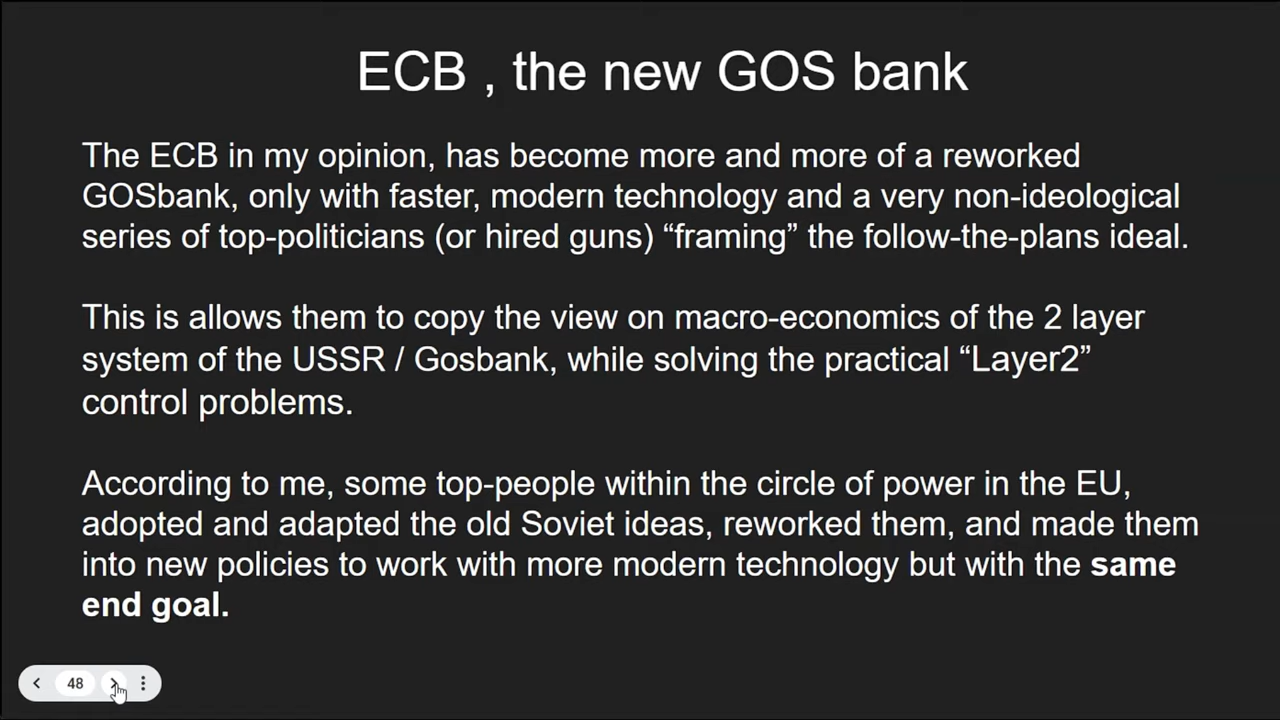 ECB , the new GOS bank
The ECB in my opinion, has become more and more of a reworked
GOSbank, only with faster, modern technology and a very non-ideological
series of top-politicians (or hired guns) “framing” the follow-the-plans ideal.
This is allows them to copy the view on macro-economics of the 2 layer
system of the USSR / Gosbank, while solving the practical “Layer2”
control problems.
According to me, some top-people within the circle of power in the EU,
adopted and adapted the old Soviet ideas, reworked them, and made them
into new policies to work with more modern technology but with the same
end goal.
48